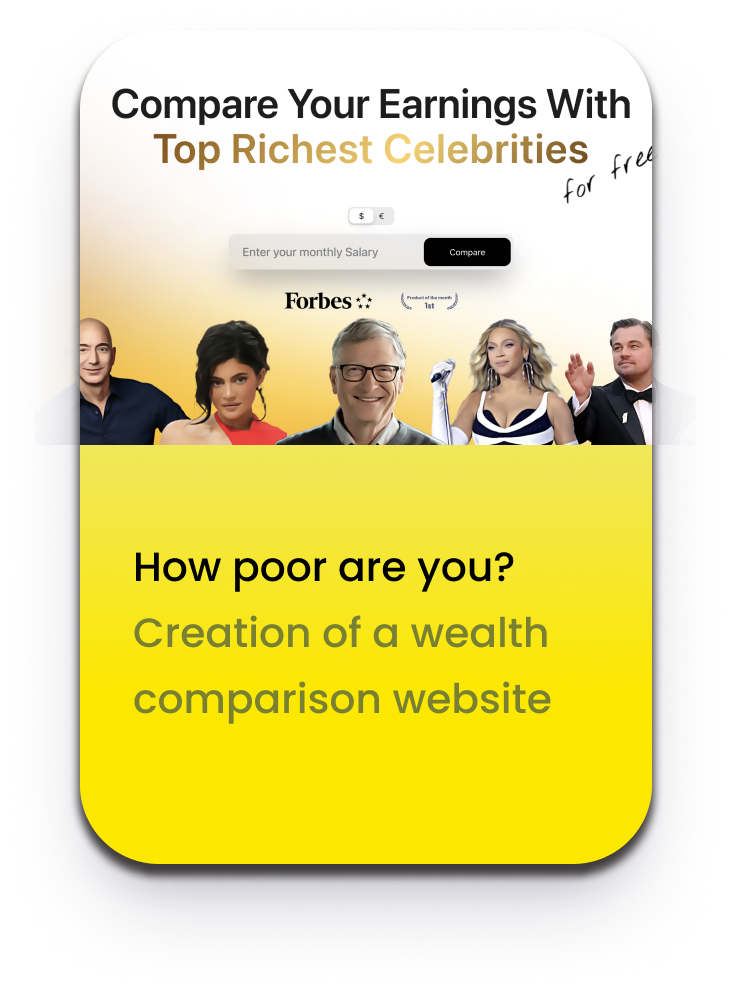 Compare Your Earnings With
Top Richest Celebrities
for free
$ €
Enter your monthly Salary Compare
Forbes
Product of the month
1st
How poor are you?
Creation of a wealth
comparison website